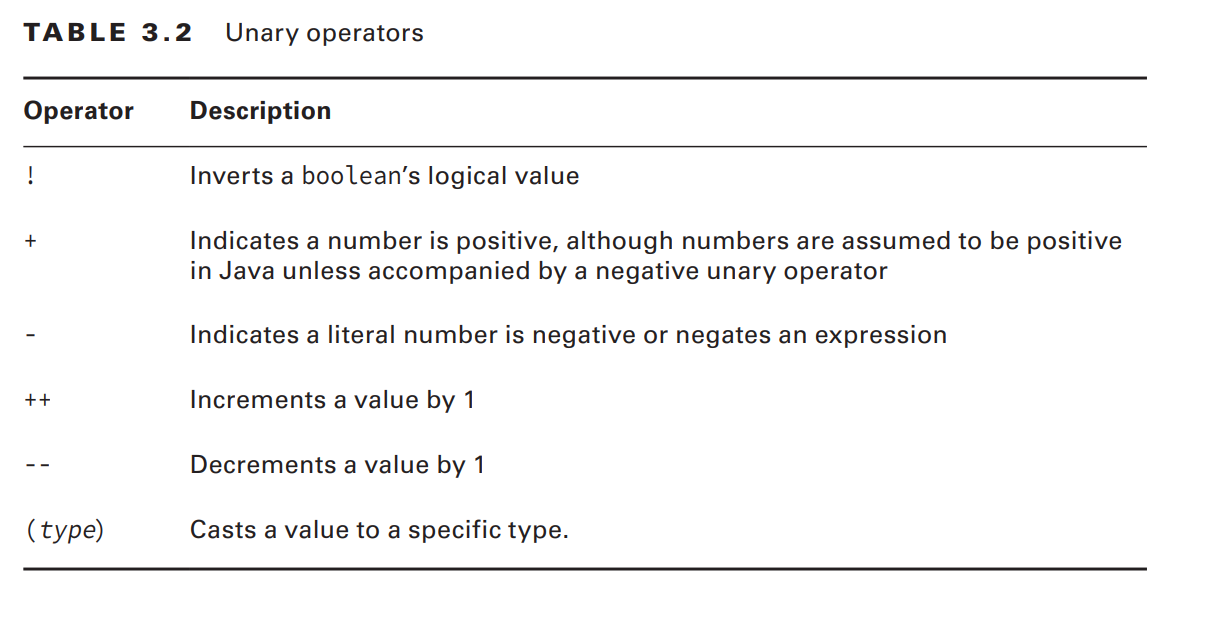 TABLE 3.2 Unary operators
Operator Description
! Inverts a boolean’s logical value
+ Indicates a number is positive, although numbers are assumed to be positive
in Java unless accompanied by a negative unary operator
- Indicates a literal number is negative or negates an expression
++ Increments a value by 1
-- Decrements a value by 1
(type) Casts a value to a specific type.